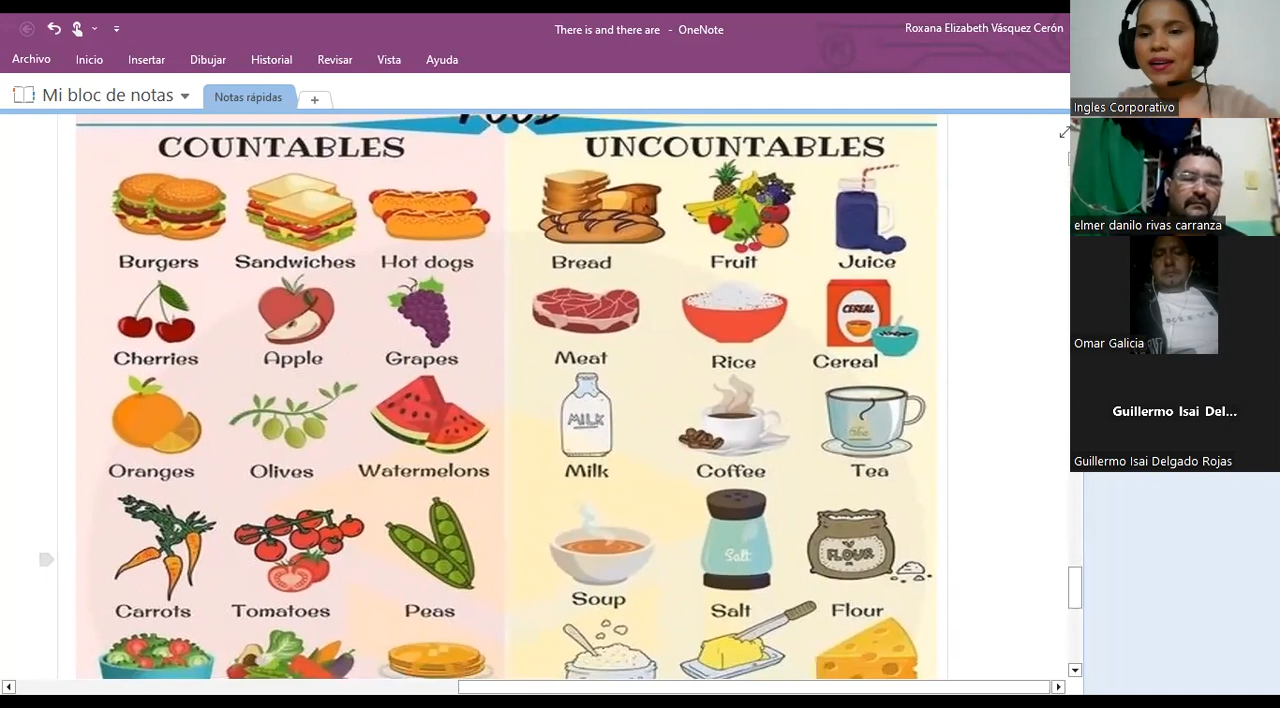 There is and there are - OneNote
Roxana Elizabeth Vásquez Cerón
Archivo Inicio Insertar Dibujar Historial Revisar Vista Ayuda
Mi bloc de notas
Notas rápidas
FOOD
COUNTABLES
Burgers Sandwiches Hot dogs
Cherries Apple Grapes
Oranges Olives Watermelons
Carrots Tomatoes Peas
UNCOUNTABLES
Bread Fruit Juice
CEREAL
Meat Rice Cereal
MILK
Tea
Milk Coffee Tea
Salt
FLOUR
Soup Salt Flour
Ingles Corporativo
elmer danilo rivas carranza
Omar Galicia
Guillermo Isai Del...
Guillermo Isai Delgado Rojas